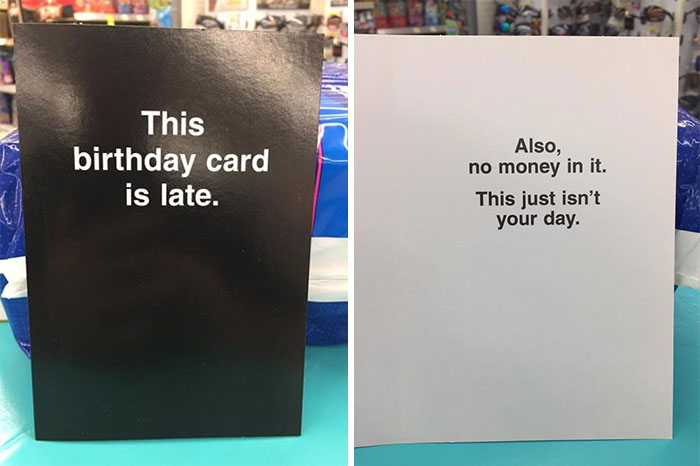 This
birthday card
is late.
Also,
no money in it.
This just isn't
your day.